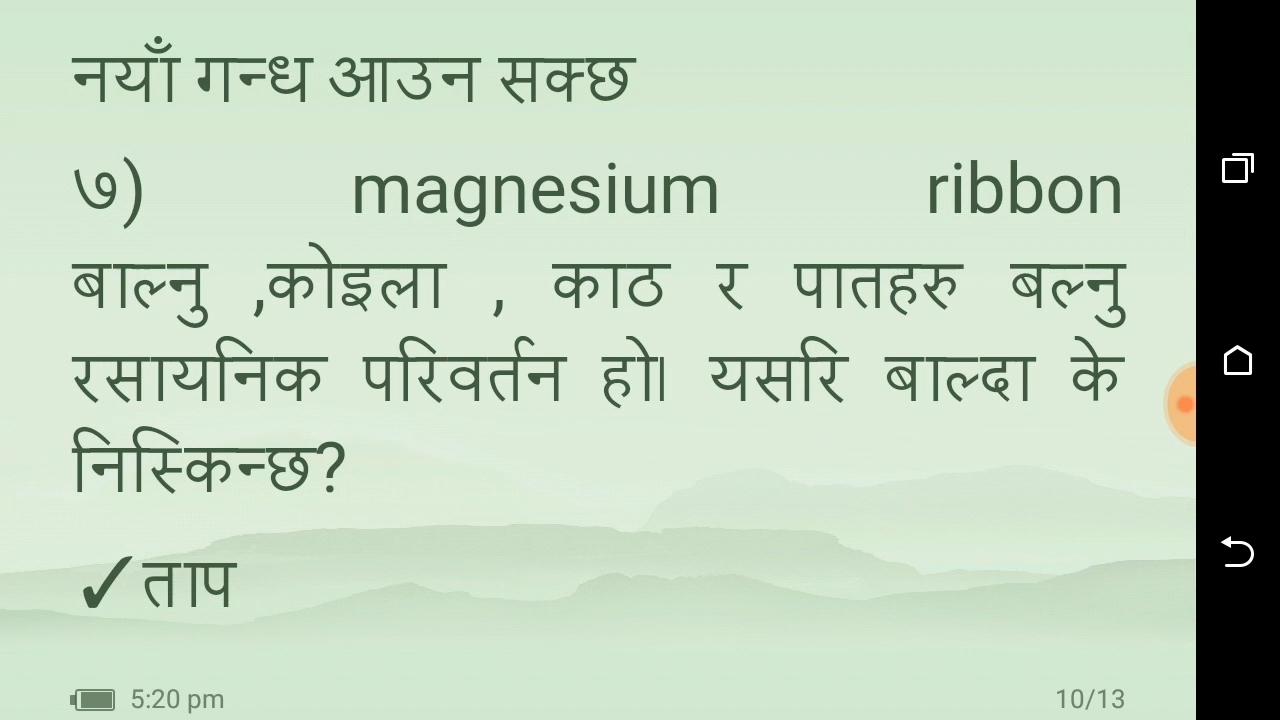 नयाँ गन्ध आउन सक्छ
७) magnesium ribbon
बाल्नु ,कोइला , काठ र पातहरु बल्नु
रसायनिक परिवर्तन हो। यसरि बाल्दा के
निस्किन्छ?
✓ताप
5:20 pm 10/13